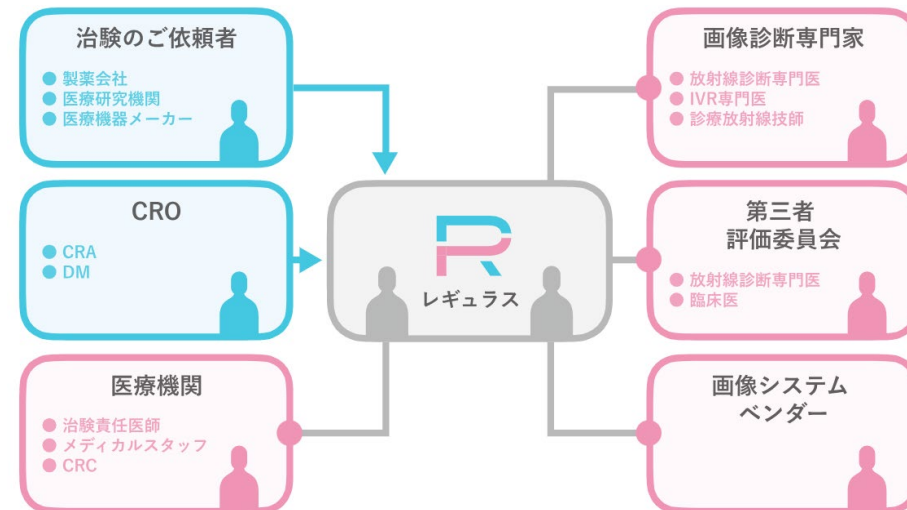 治験のご依頼者
● 製薬会社
● 医療研究機関
● 医療機器メーカー
CRO
● CRA
● DM
医療機関
● 治験責任医師
● メディカルスタッフ
● CRC
レギュラス
画像診断専門家
● 放射線診断専門医
● IVR専門医
● 診療放射線技師
第三者
評価委員会
● 放射線診断専門医
● 臨床医
画像システム
ベンダー